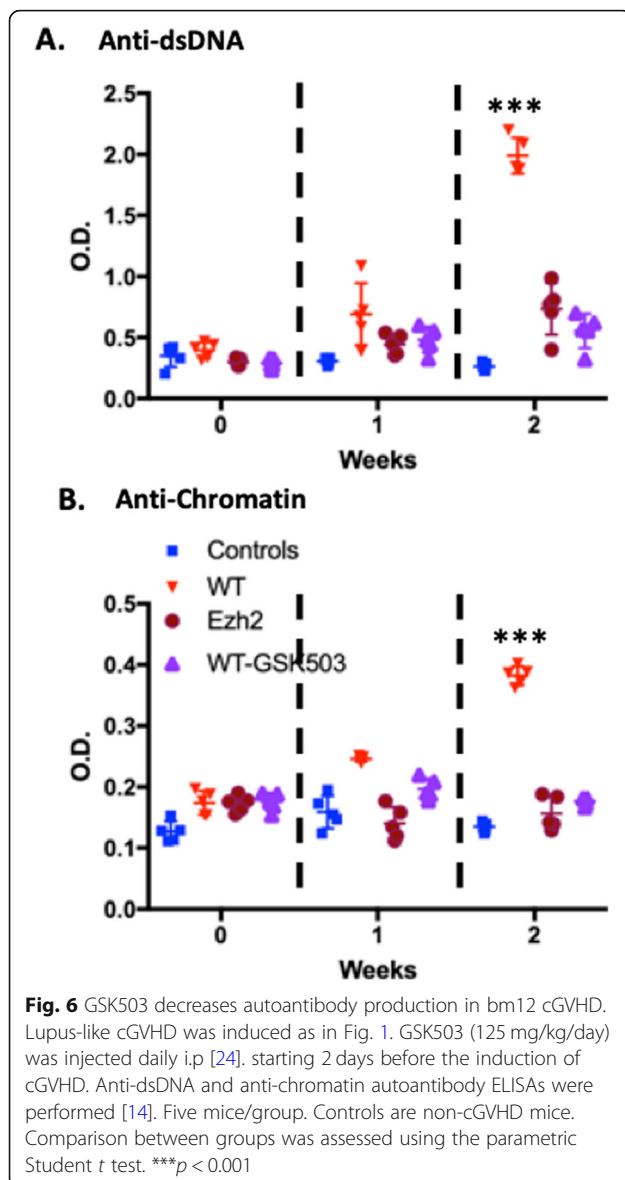 A. Anti-dsDNA
***
2.5
2.0
1.5
1.0
0.5
0.0
O.D.
0 1 2
Weeks
B. Anti-Chromatin
Controls
WT
Ezh2
WT-GSK503
***
0.5
0.4
0.3
0.2
0.1
0.0
O.D.
0 1 2
Weeks
Fig. 6 GSK503 decreases autoantibody production in bm12 cGVHD.
Lupus-like cGVHD was induced as in Fig. 1. GSK503 (125 mg/kg/day)
was injected daily i.p [24]. starting 2 days before the induction of
cGVHD. Anti-dsDNA and anti-chromatin autoantibody ELISAs were
performed [14]. Five mice/group. Controls are non-cGVHD mice.
Comparison between groups was assessed using the parametric
Student t test. ***p < 0.001